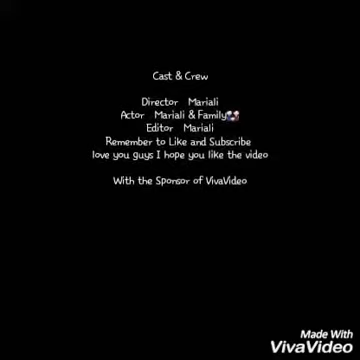 Cast & Crew
Director Mariali
Actor Mariali & Family
Editor Mariali
Remember to Like and Subscribe
love you guys I hope you like the video
With the Sponsor of VivaVideo
Made With
VivaVideo